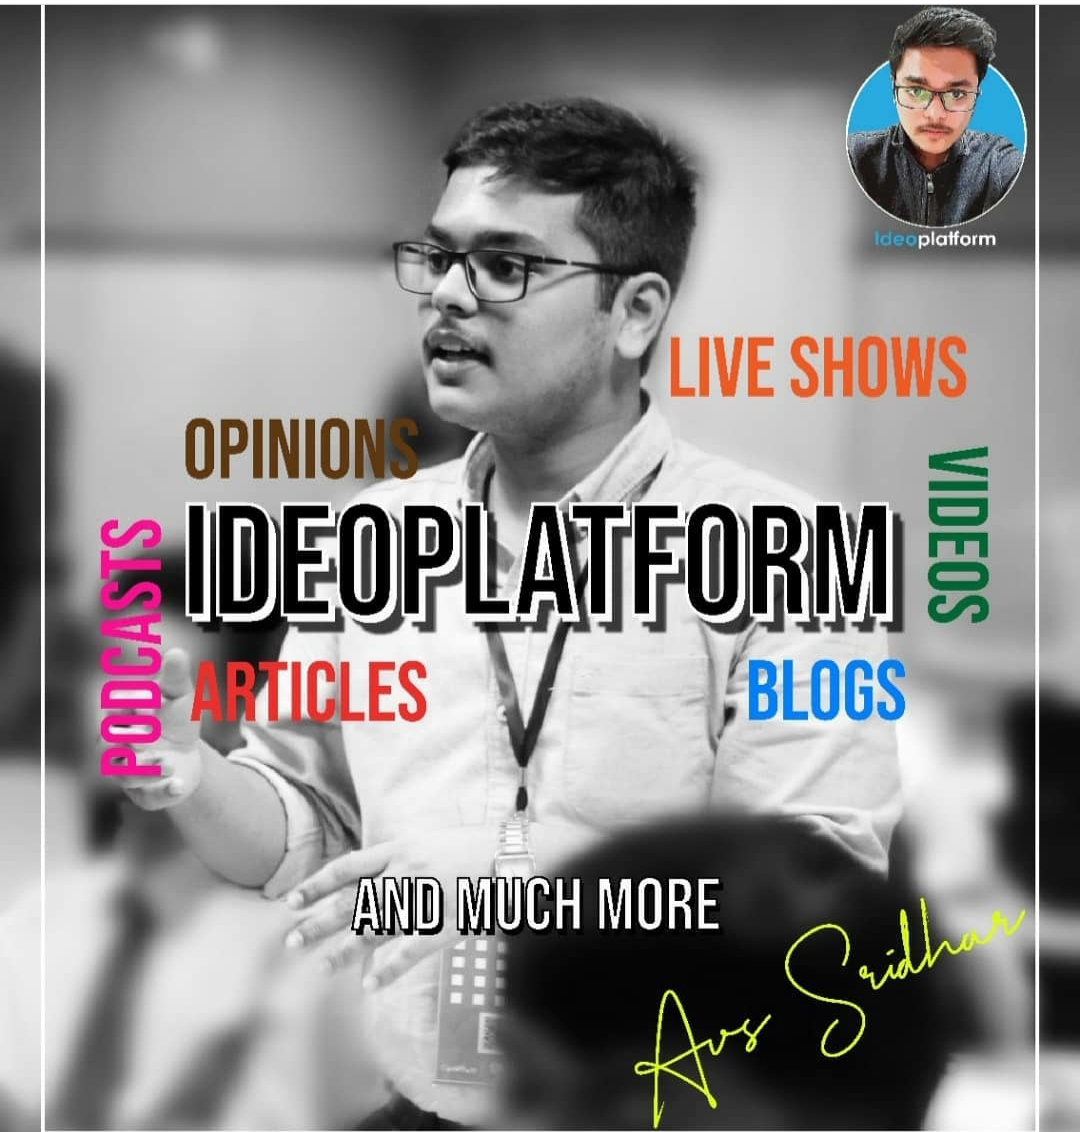 Ideoplatform
LIVE SHOWS
OPINIONS
VIDEOS
IDEOPLATFORM
PODCASTS
ARTICLES
BLOGS
AND MUCH MORE
Avs Sridhar